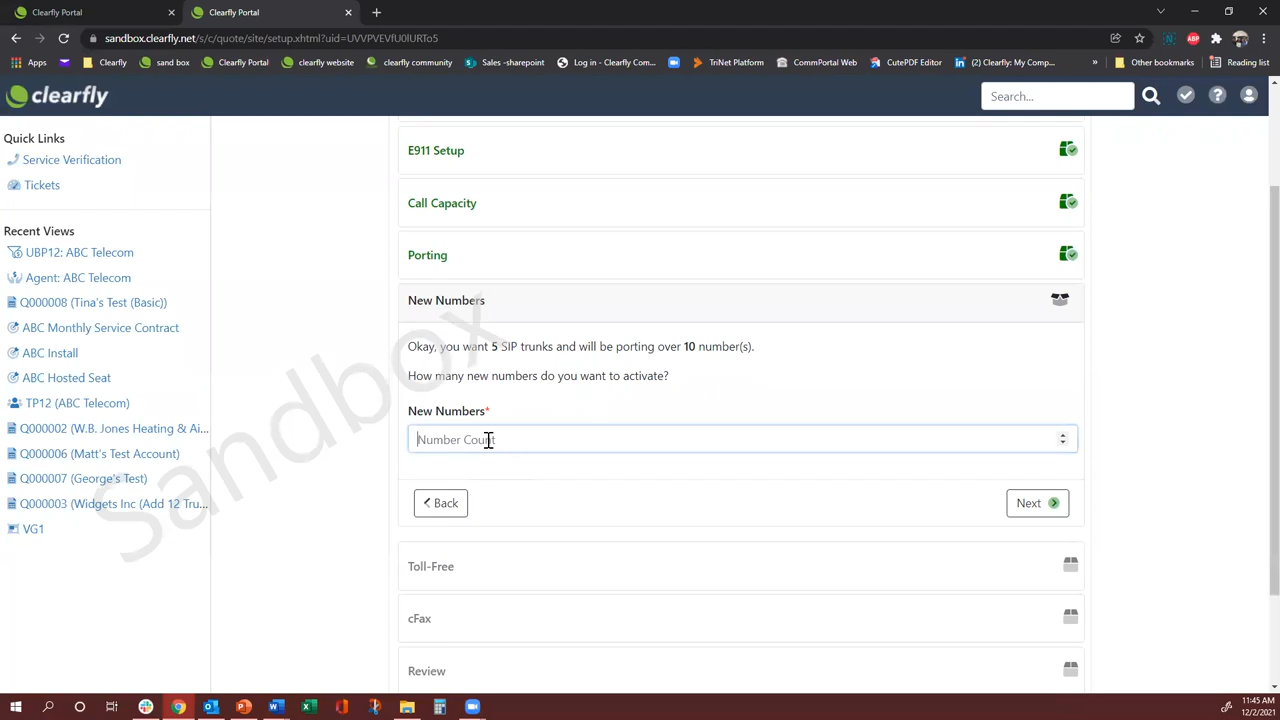 Clearfly Portal
Clearfly Portal
sandbox.clearfly.net/s/c/quote/site/setup.xhtml?uid=UVVPVEVfU0lURTo5
Apps
Clearfly
sand box
Clearfly Portal
clearfly website
clearfly community
Sales -sharepoint
Log in - Clearfly Com...
TriNet Platform
CommPortal Web
CutePDF Editor
(1) Clearfly: My Comp...
»
Other bookmarks
Reading list
clearfly
Search...
Quick Links
Service Verification
Tickets
Recent Views
UBP12: ABC Telecom
Agent: ABC Telecom
Q000008 (Tina's Test (Basic))
ABC Monthly Service Contract
ABC Install
ABC Hosted Seat
TP12 (ABC Telecom)
Q000002 (W.B. Jones Heating & Ai...
Q000006 (Matt's Test Account)
Q000007 (George's Test)
Q000003 (Widgets Inc (Add 12 Tru...
VG1
E911 Setup
Call Capacity
Porting
New Numbers
Okay, you want 5 SIP trunks and will be porting over 10 number(s).
How many new numbers do you want to activate?
New Numbers*
Number Count
Back
Next
Toll-Free
cFax
Review
Sandbox
11:45 AM
12/2/2021